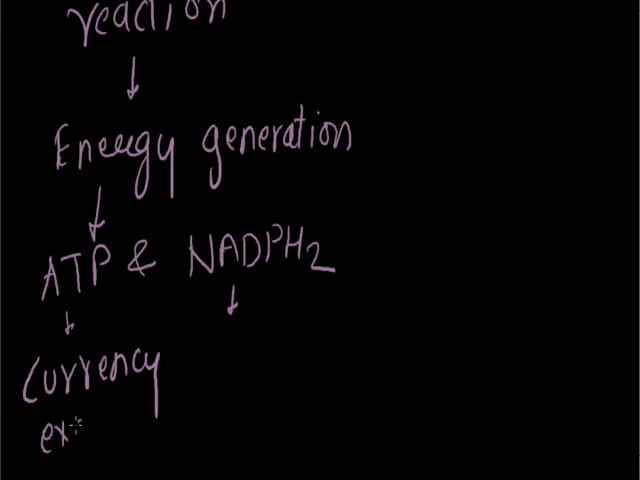 reaction
Energy generation
ATP & NADPH2
Currency
ex